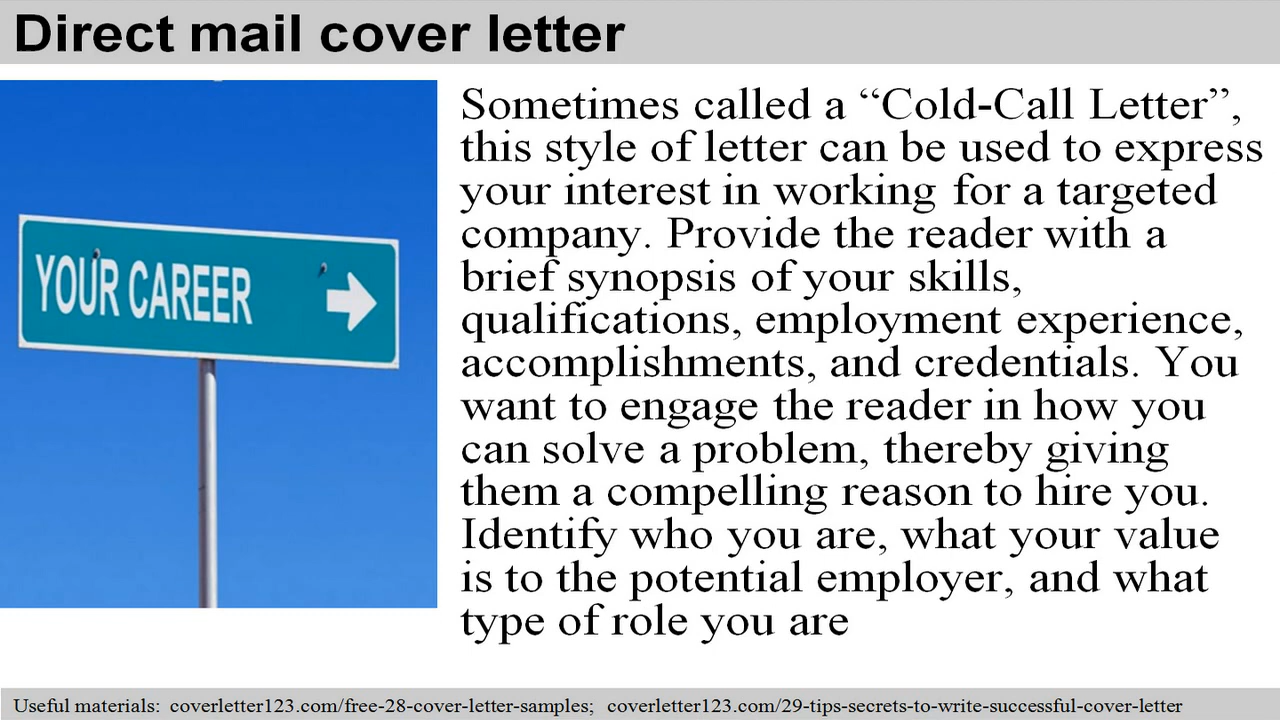 Direct mail cover letter
YOUR CAREER
Sometimes called a “Cold-Call Letter”,
this style of letter can be used to express
your interest in working for a targeted
company. Provide the reader with a
brief synopsis of your skills,
qualifications, employment experience,
accomplishments, and credentials. You
want to engage the reader in how you
can solve a problem, thereby giving
them a compelling reason to hire you.
Identify who you are, what your value
is to the potential employer, and what
type of role you are
Useful materials: coverletter123.com/free-28-cover-letter-samples; coverletter123.com/29-tips-secrets-to-write-successful-cover-letter